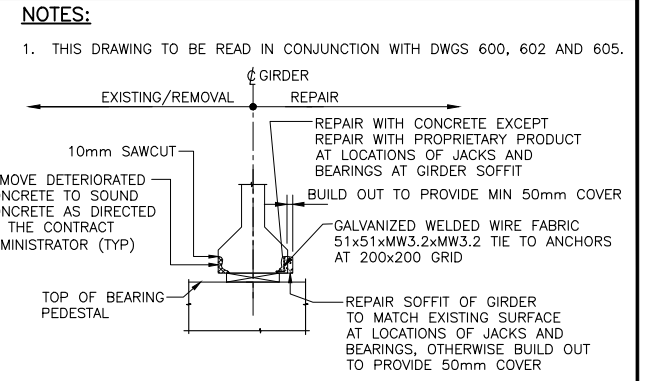 NOTES:
1. THIS DRAWING TO BE READ IN CONJUNCTION WITH DWGS 600, 602 AND 605.
℄ GIRDER
EXISTING/REMOVAL
REPAIR
10mm SAWCUT
MOVE DETERIORATED
NCRETE TO SOUND
NCRETE AS DIRECTED
THE CONTRACT
MINISTRATOR (TYP)
TOP OF BEARING
PEDESTAL
REPAIR WITH CONCRETE EXCEPT
REPAIR WITH PROPRIETARY PRODUCT
AT LOCATIONS OF JACKS AND
BEARINGS AT GIRDER SOFFIT
BUILD OUT TO PROVIDE MIN 50mm COVER
GALVANIZED WELDED WIRE FABRIC
51x51xMW3.2xMW3.2 TIE TO ANCHORS
AT 200x200 GRID
REPAIR SOFFIT OF GIRDER
TO MATCH EXISTING SURFACE
AT LOCATIONS OF JACKS AND
BEARINGS, OTHERWISE BUILD OUT
TO PROVIDE 50mm COVER